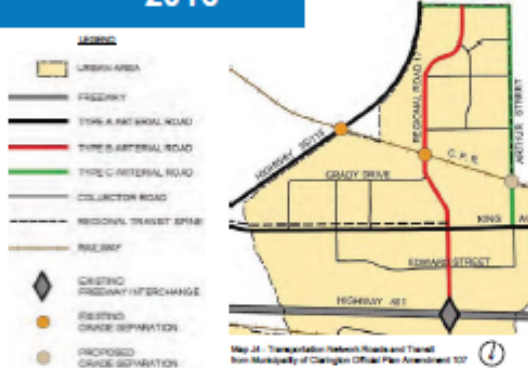 2018
LEGEND
URBAN AREA
FREEWAY
TYPE A ARTERIAL ROAD
TYPE B ARTERIAL ROAD
TYPE C ARTERIAL ROAD
COLLECTOR ROAD
REGIONAL TRANSIT SPINE
RAILWAY
EXISTING
FREEWAY INTERCHANGE
EXISTING
GRADE SEPARATION
PROPOSED
GRADE SEPARATION
HIGHWAY 35/115
REGIONAL ROAD 17
ARTHUR STREET
C.P.R.
GRADY DRIVE
KING
EDWARD STREET
HIGHWAY 401
Map J4 - Transportation Network Roads and Transit
from Municipality of Clarington Official Plan Amendment 107